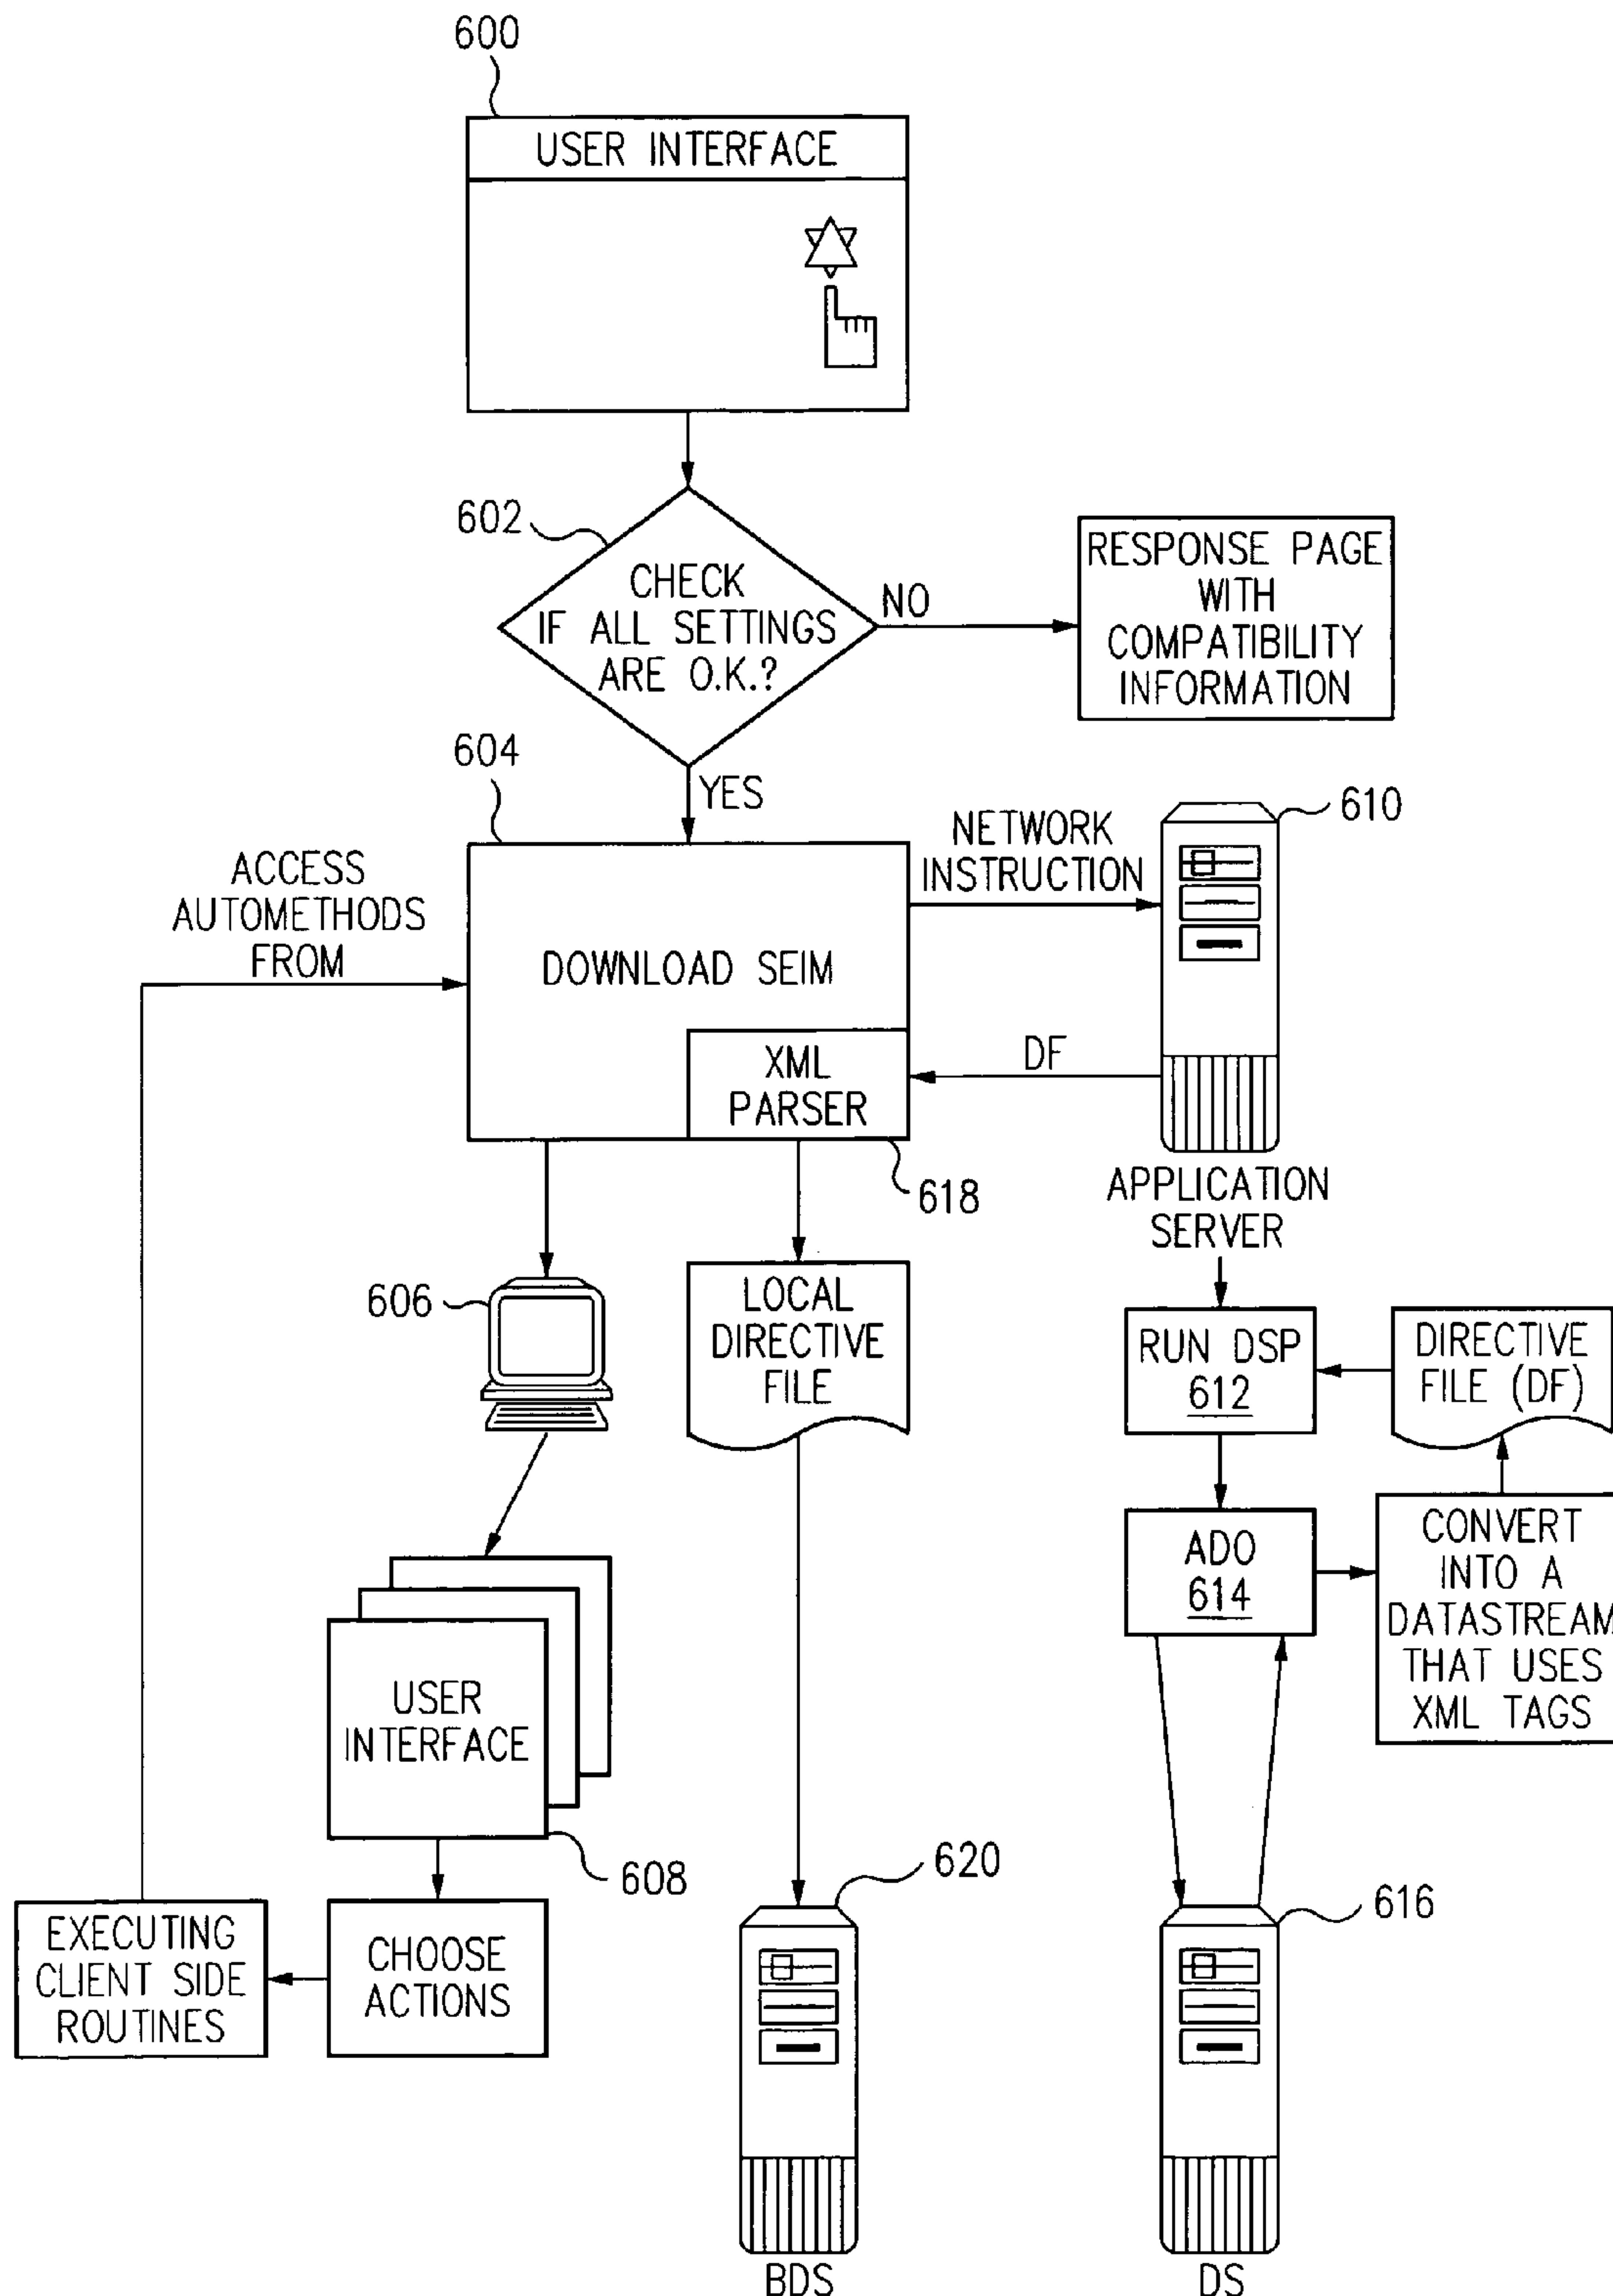 600
USER INTERFACE
602
CHECK
IF ALL SETTINGS
ARE O.K.?
NO
RESPONSE PAGE
WITH
COMPATIBILITY
INFORMATION
YES
604
ACCESS
AUTOMETHODS
FROM
DOWNLOAD SEIM
NETWORK
INSTRUCTION
610
DF
XML
PARSER
618
APPLICATION
SERVER
606
LOCAL
DIRECTIVE
FILE
RUN DSP
612
DIRECTIVE
FILE (DF)
ADO
614
CONVERT
INTO A
DATASTREAM
THAT USES
XML TAGS
USER
INTERFACE
608
EXECUTING
CLIENT SIDE
ROUTINES
CHOOSE
ACTIONS
620
616
BDS
DS